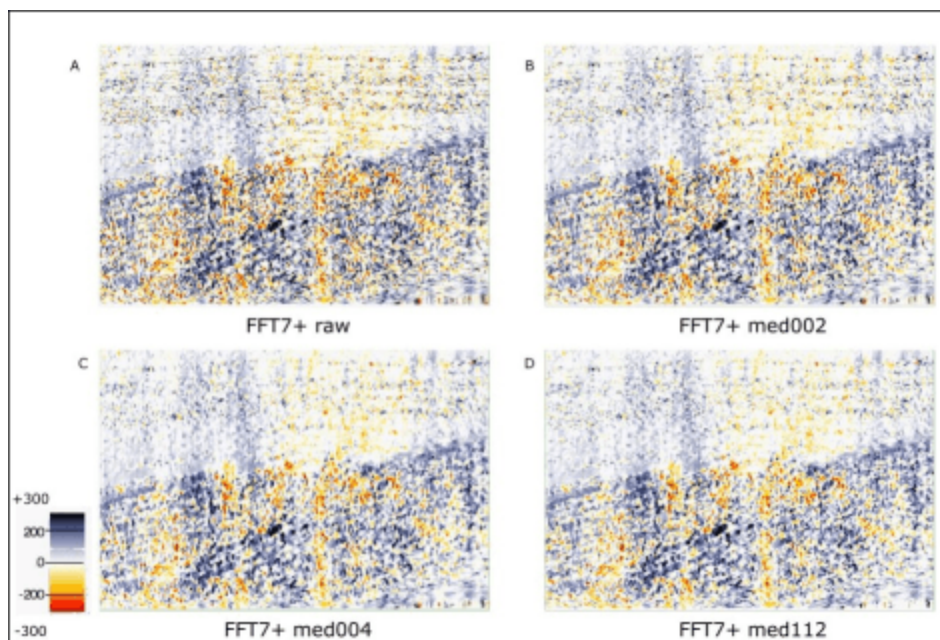 A
B
FFT7+ raw
FFT7+ med002
C
D
+300
200
0
-200
-300
FFT7+ med004
FFT7+ med112